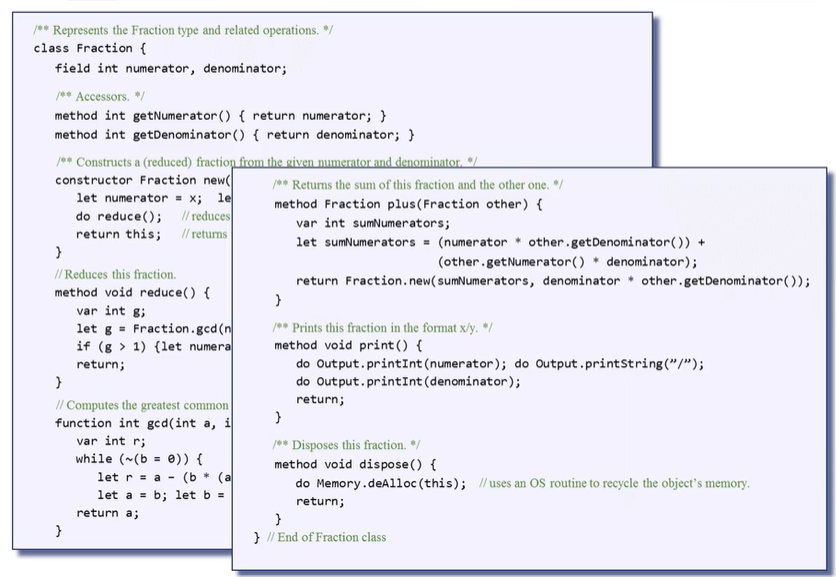 /** Represents the Fraction type and related operations. */
class Fraction {
field int numerator, denominator;
/** Accessors. */
method int getNumerator() { return numerator; }
method int getDenominator() { return denominator; }
/** Constructs a (reduced) fraction from the given numerator and denominator. */
constructor Fraction new(
let numerator = x; le
do reduce(); // reduces
return this; // returns
}
// Reduces this fraction.
method void reduce() {
var int g;
let g = Fraction.gcd(n
if (g > 1) {let numera
return;
}
// Computes the greatest common
function int gcd(int a, i
var int r;
while (~(b = 0)) {
let r = a - (b * (a
let a = b; let b =
return a;
}
/** Returns the sum of this fraction and the other one. */
method Fraction plus(Fraction other) {
var int sumNumerators;
let sumNumerators = (numerator * other.getDenominator()) +
(other.getNumerator() * denominator);
return Fraction.new(sumNumerators, denominator * other.getDenominator());
}
/** Prints this fraction in the format x/y. */
method void print() {
do Output.printInt(numerator); do Output.printString(”/”);
do Output.printInt(denominator);
return;
}
/** Disposes this fraction. */
method void dispose() {
do Memory.deAlloc(this); // uses an OS routine to recycle the object’s memory.
return;
}
} // End of Fraction class